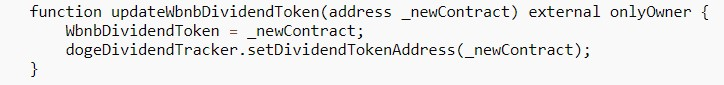 function updateWbnbDividendToken(address _newContract) external onlyOwner {
WbnbDividendToken = _newContract;
dogeDividendTracker.setDividendTokenAddress(_newContract);
}